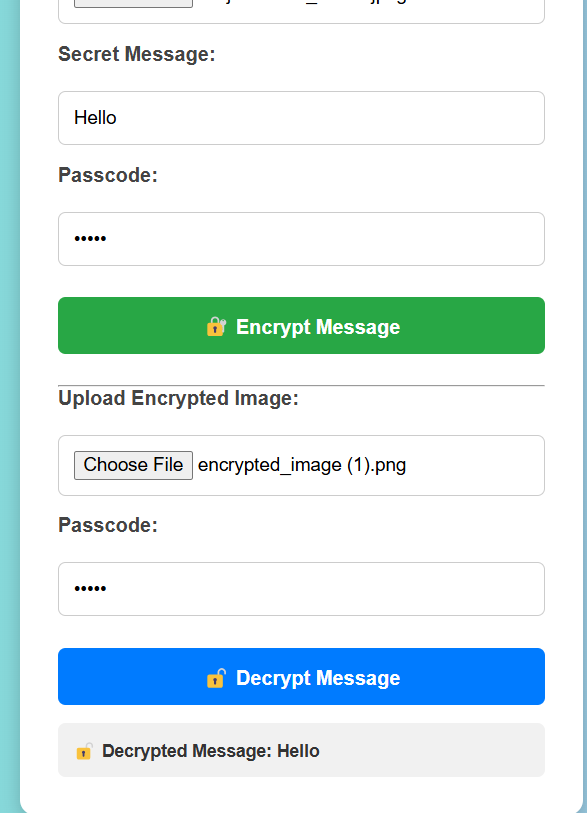 Secret Message:
Hello
Passcode:
•••••
🔐 Encrypt Message
Upload Encrypted Image:
Choose File encrypted_image (1).png
Passcode:
•••••
🔓 Decrypt Message
🔓 Decrypted Message: Hello